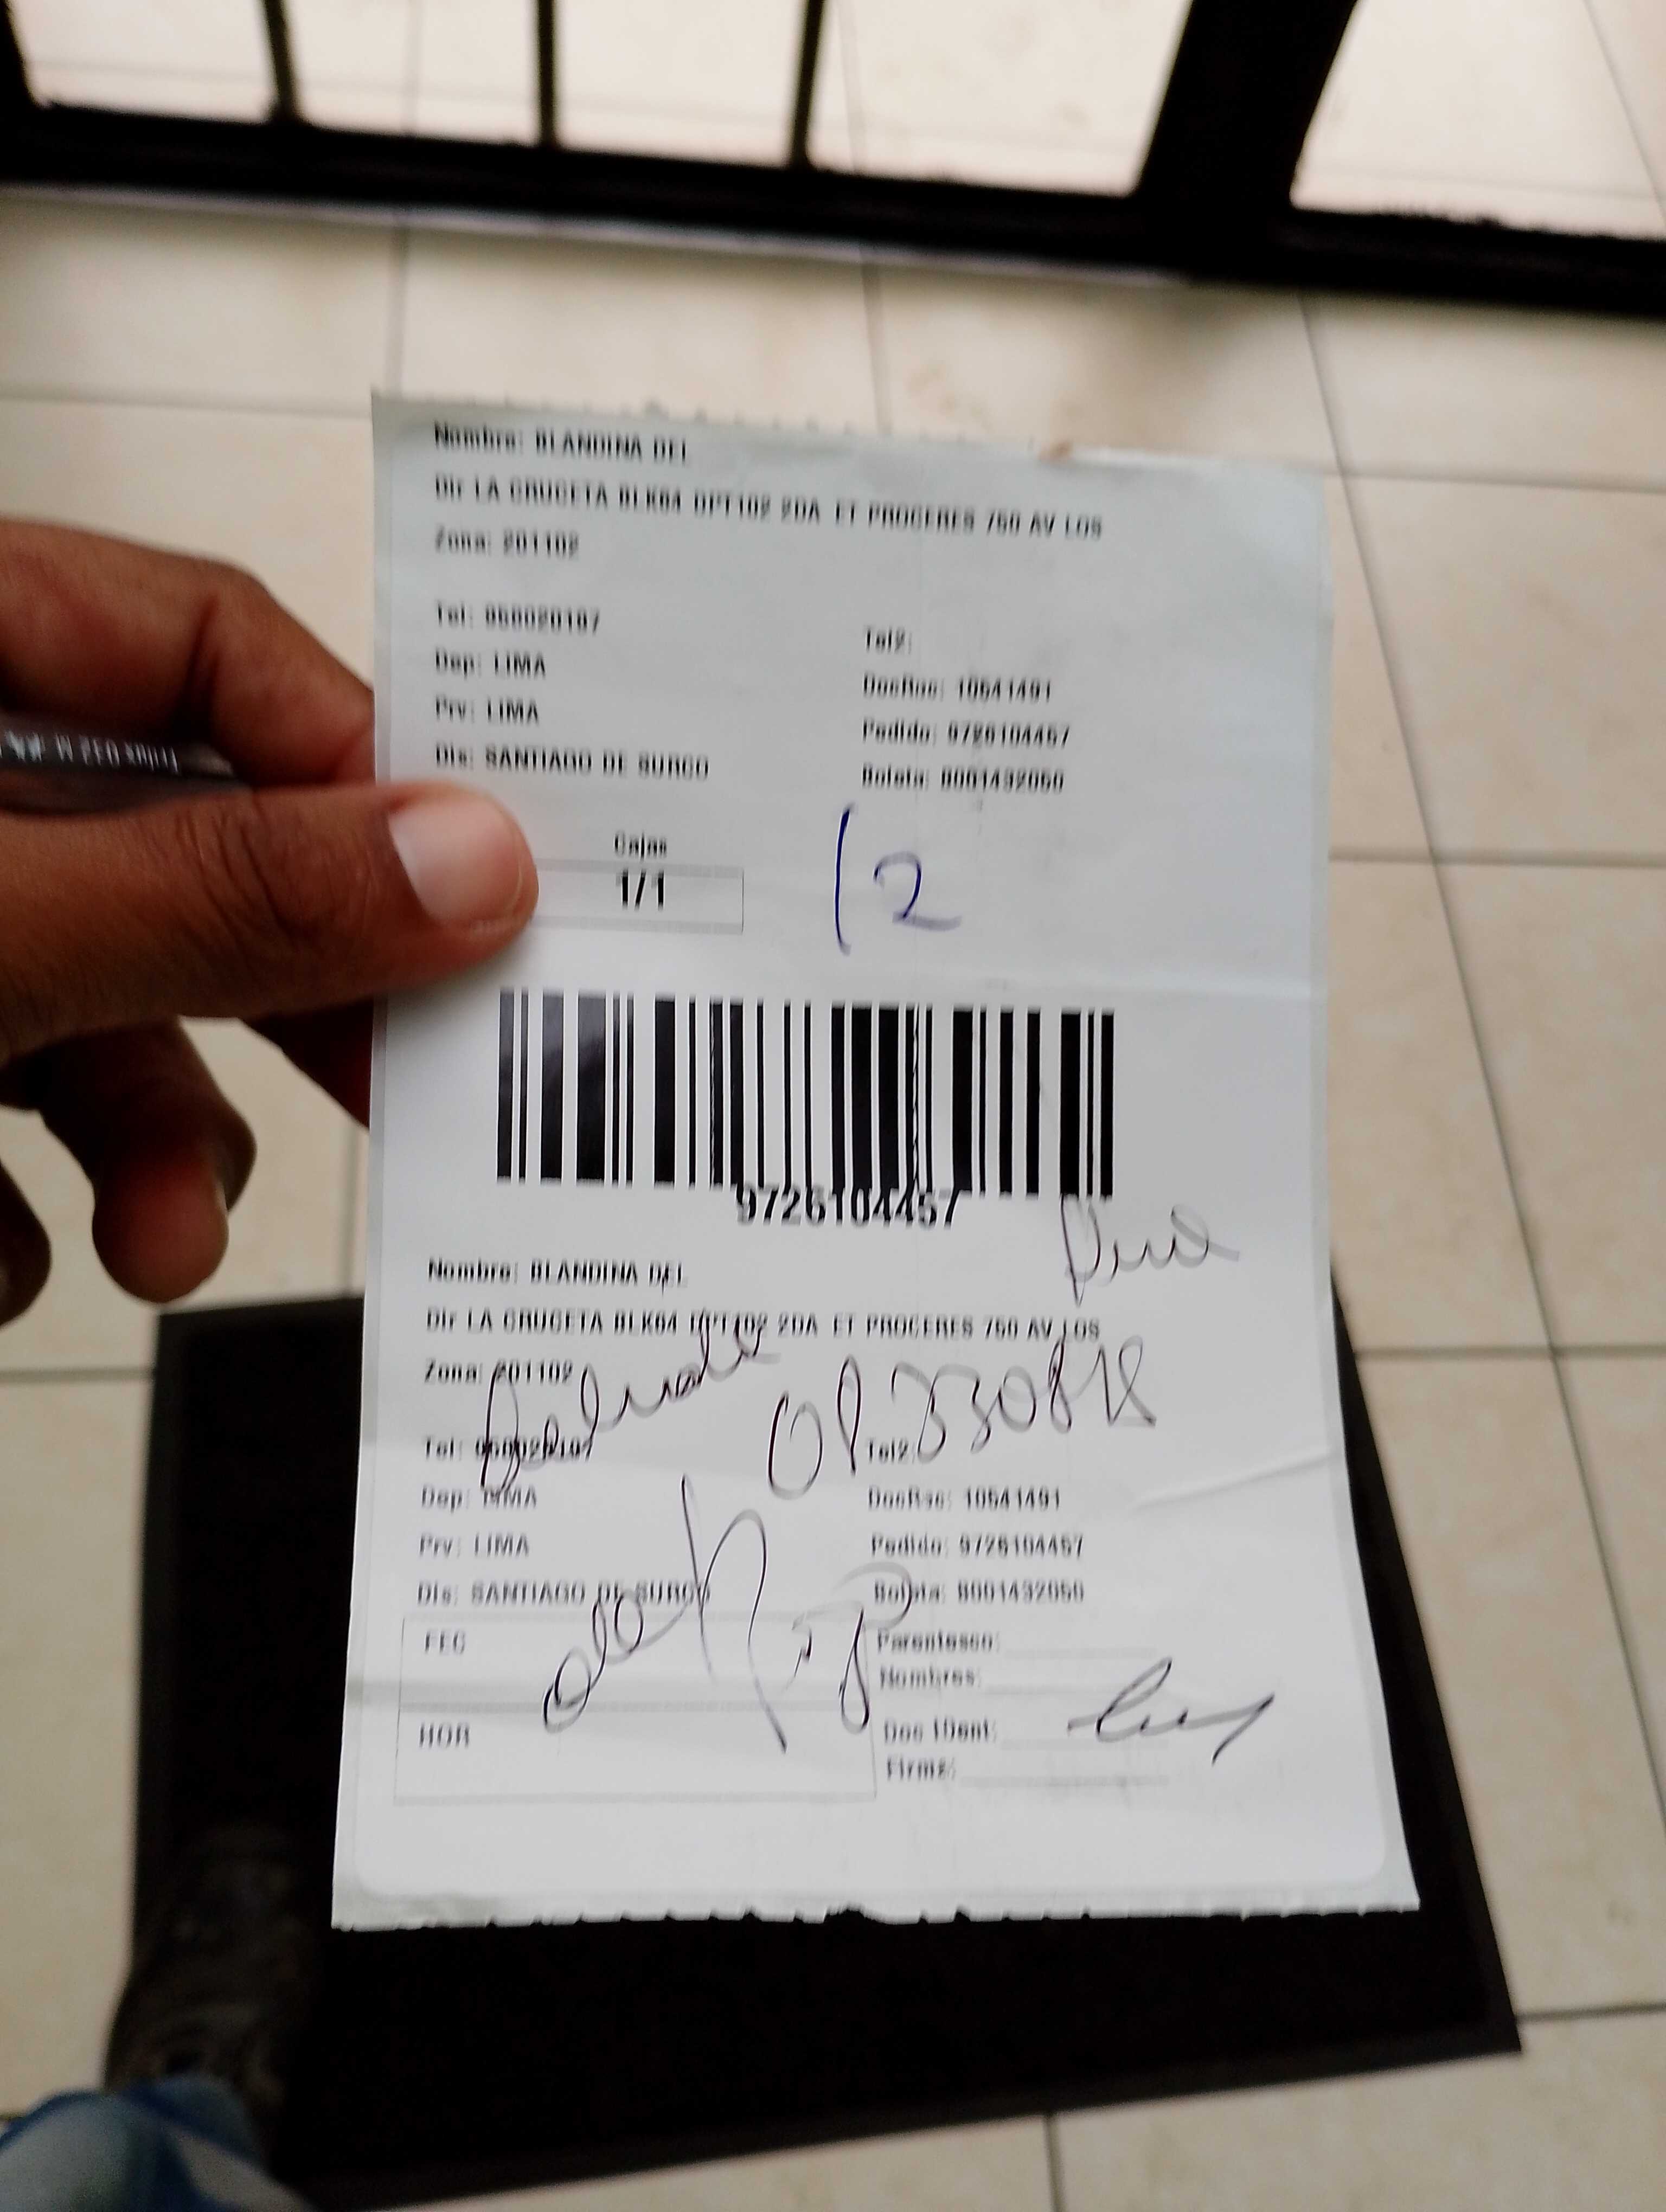 Nombre: BLANDINA DEL
Dir LA CRUCETA BLK64 DPT102 2DA ET PROCERES 750 AV LOS
Zona: 201102
Tel: Tel2:
Dep: LIMA DocRec: 10541491
Prv: LIMA Pedido: 9726104457
Dis: SANTIAGO DE SURCO Boleta: B001432050
Cajas
1/1
12
9726104457
Nombre: BLANDINA DEL
Dir LA CRUCETA BLK64 DPT102 2DA ET PROCERES 750 AV LOS
Zona: 201102
Tel: Tel2:
Dep: LIMA DocRec: 10541491
Prv: LIMA Pedido: 9726104457
Dis: SANTIAGO DE SURCO Boleta: B001432050
FEC Parentesco:
Nombres:
HOR Doc IDent:
Firma: